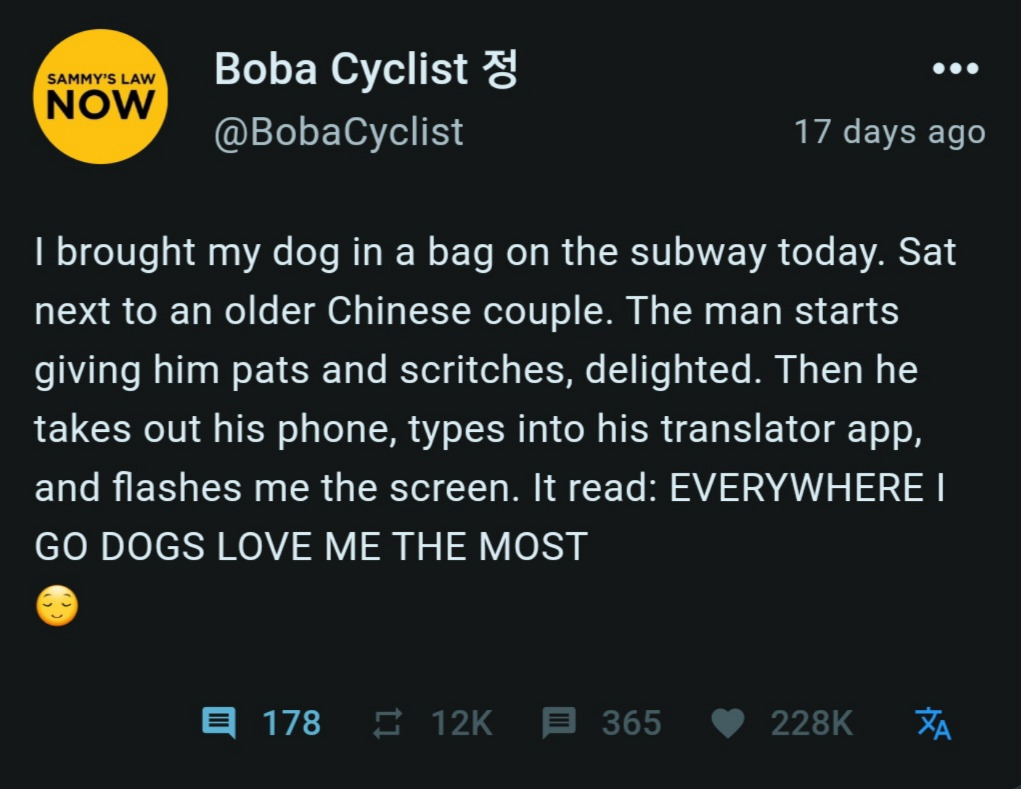 SAMMY'S LAW
NOW
Boba Cyclist 정
@BobaCyclist
17 days ago
I brought my dog in a bag on the subway today. Sat
next to an older Chinese couple. The man starts
giving him pats and scritches, delighted. Then he
takes out his phone, types into his translator app,
and flashes me the screen. It read: EVERYWHERE I
GO DOGS LOVE ME THE MOST
😌
178 12K 365 228K